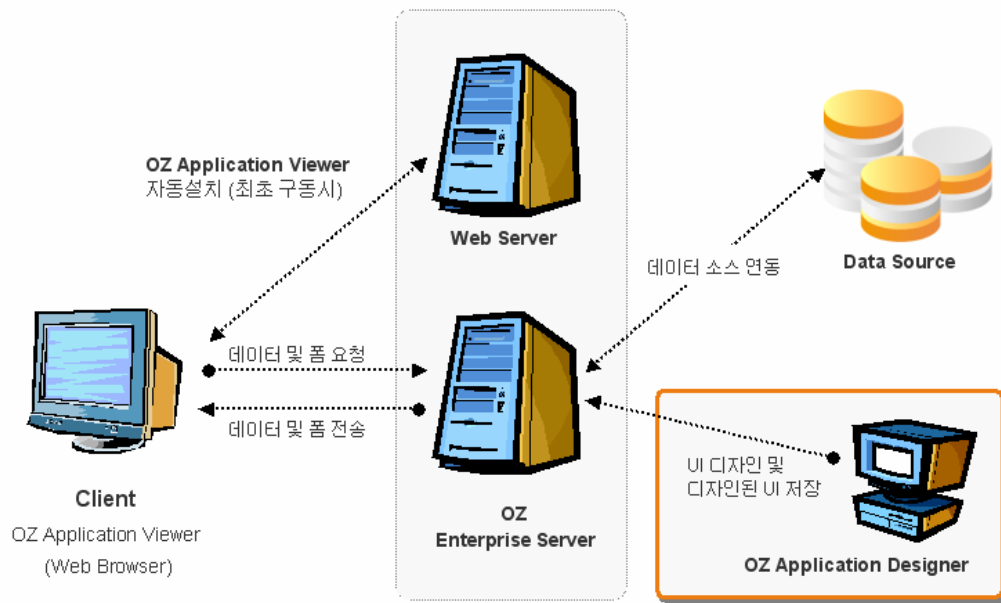 OZ Application Viewer
자동설치 (최초 구동시)
Web Server
데이터 소스 연동
Data Source
데이터 및 폼 요청
데이터 및 폼 전송
Client
OZ Application Viewer
(Web Browser)
OZ
Enterprise Server
UI 디자인 및
디자인된 UI 저장
OZ Application Designer